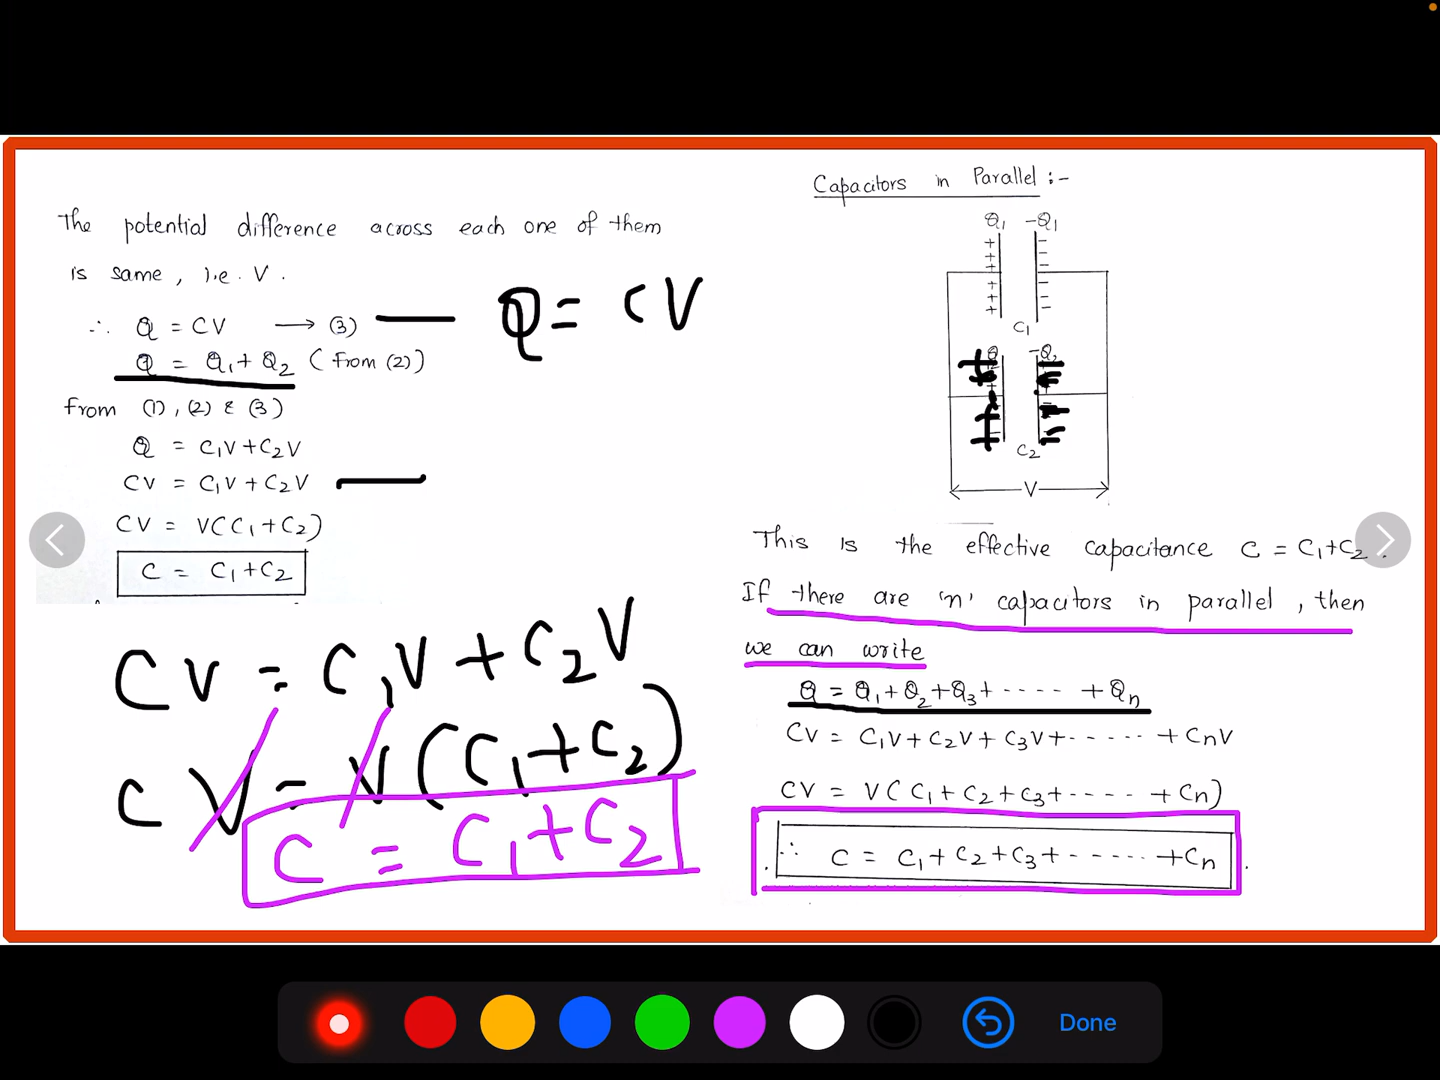 The potential difference across each one of them
is same, i.e. V.
∴ Q = CV ⟶ (3)
Q = Q₁ + Q₂ (from (2))
From (1), (2) & (3)
Q = C₁V + C₂V
CV = C₁V + C₂V
CV = V(C₁ + C₂)
C = C₁ + C₂
Q = CV
CV = C₁V + C₂V
CV = V(C₁ + C₂)
C = C₁ + C₂
Capacitors in Parallel :-
Q₁ -Q₁
C₁
-Q₂
C₂
V
This is the effective capacitance C = C₁ + C₂.
If there are 'n' capacitors in parallel, then
we can write
Q = Q₁ + Q₂ + Q₃ + ····· + Qn
CV = C₁V + C₂V + C₃V + ······ + CnV
CV = V(C₁ + C₂ + C₃ + ····· + Cn)
∴ C = C₁ + C₂ + C₃ + ······ + Cn
Done